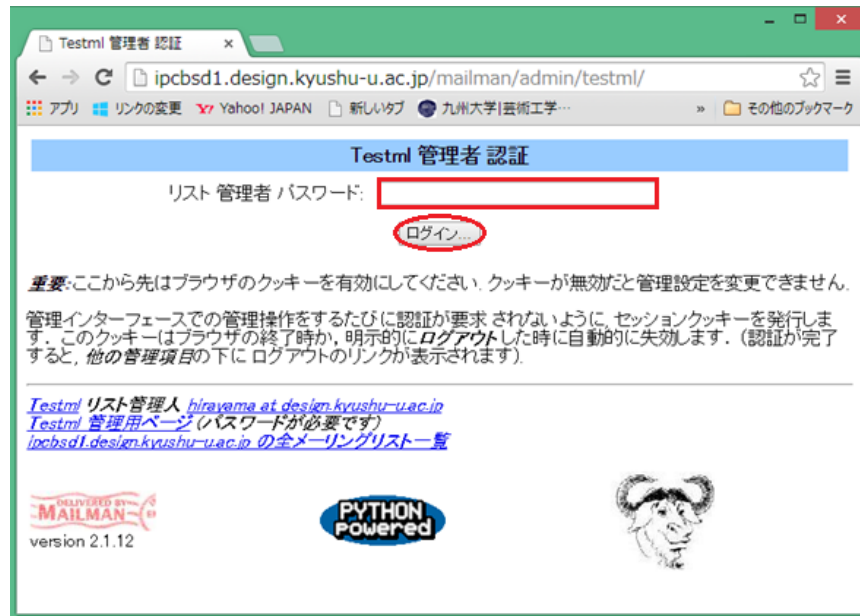 Testml 管理者 認証
ipcbsd1.design.kyushu-u.ac.jp/mailman/admin/testml/
アプリ リンクの変更 Yahoo! JAPAN 新しいタブ 九州大学|芸術工学… » その他のブックマーク
Testml 管理者 認証
リスト 管理者 パスワード:
ログイン...
重要:ここから先はブラウザのクッキーを有効にしてください. クッキーが無効だと管理設定を変更できません.
管理インターフェースでの管理操作をするたびに認証が要求 されないように, セッションクッキーを発行しま
す. このクッキーはブラウザの終了時か, 明示的にログアウトした時に自動的に失効します. (認証が完了
すると, 他の管理項目の下に ログアウトのリンクが表示されます).
Testml リスト管理人 hirayama at design.kyushu-u.ac.jp
Testml 管理用ページ (パスワードが必要です)
ipcbsd1.design.kyushu-u.ac.jp の全メーリングリスト一覧
DELIVERED BY
MAILMAN
PYTHON
Powered
version 2.1.12